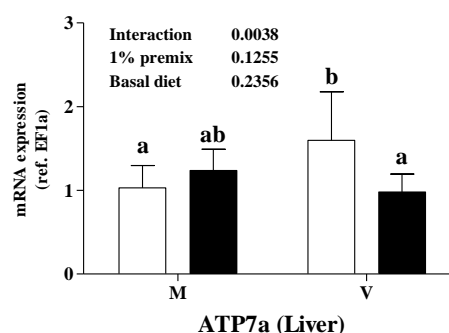 3
2
1
0
mRNA expression
(ref. EF1a)
Interaction 0.0038
1% premix 0.1255
Basal diet 0.2356
a
ab
b
a
M V
ATP7a (Liver)